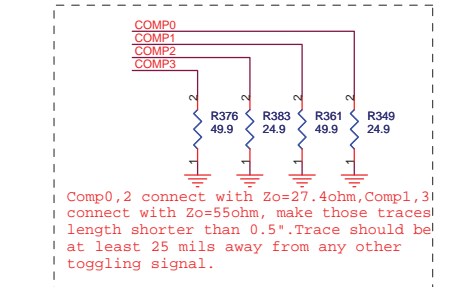 COMP0
COMP1
COMP2
COMP3
2 2 2 2
R376 R383 R361 R349
49.9 24.9 49.9 24.9
1 1 1 1
Comp0,2 connect with Zo=27.4ohm,Comp1,3
connect with Zo=55ohm, make those traces
length shorter than 0.5".Trace should be
at least 25 mils away from any other
toggling signal.